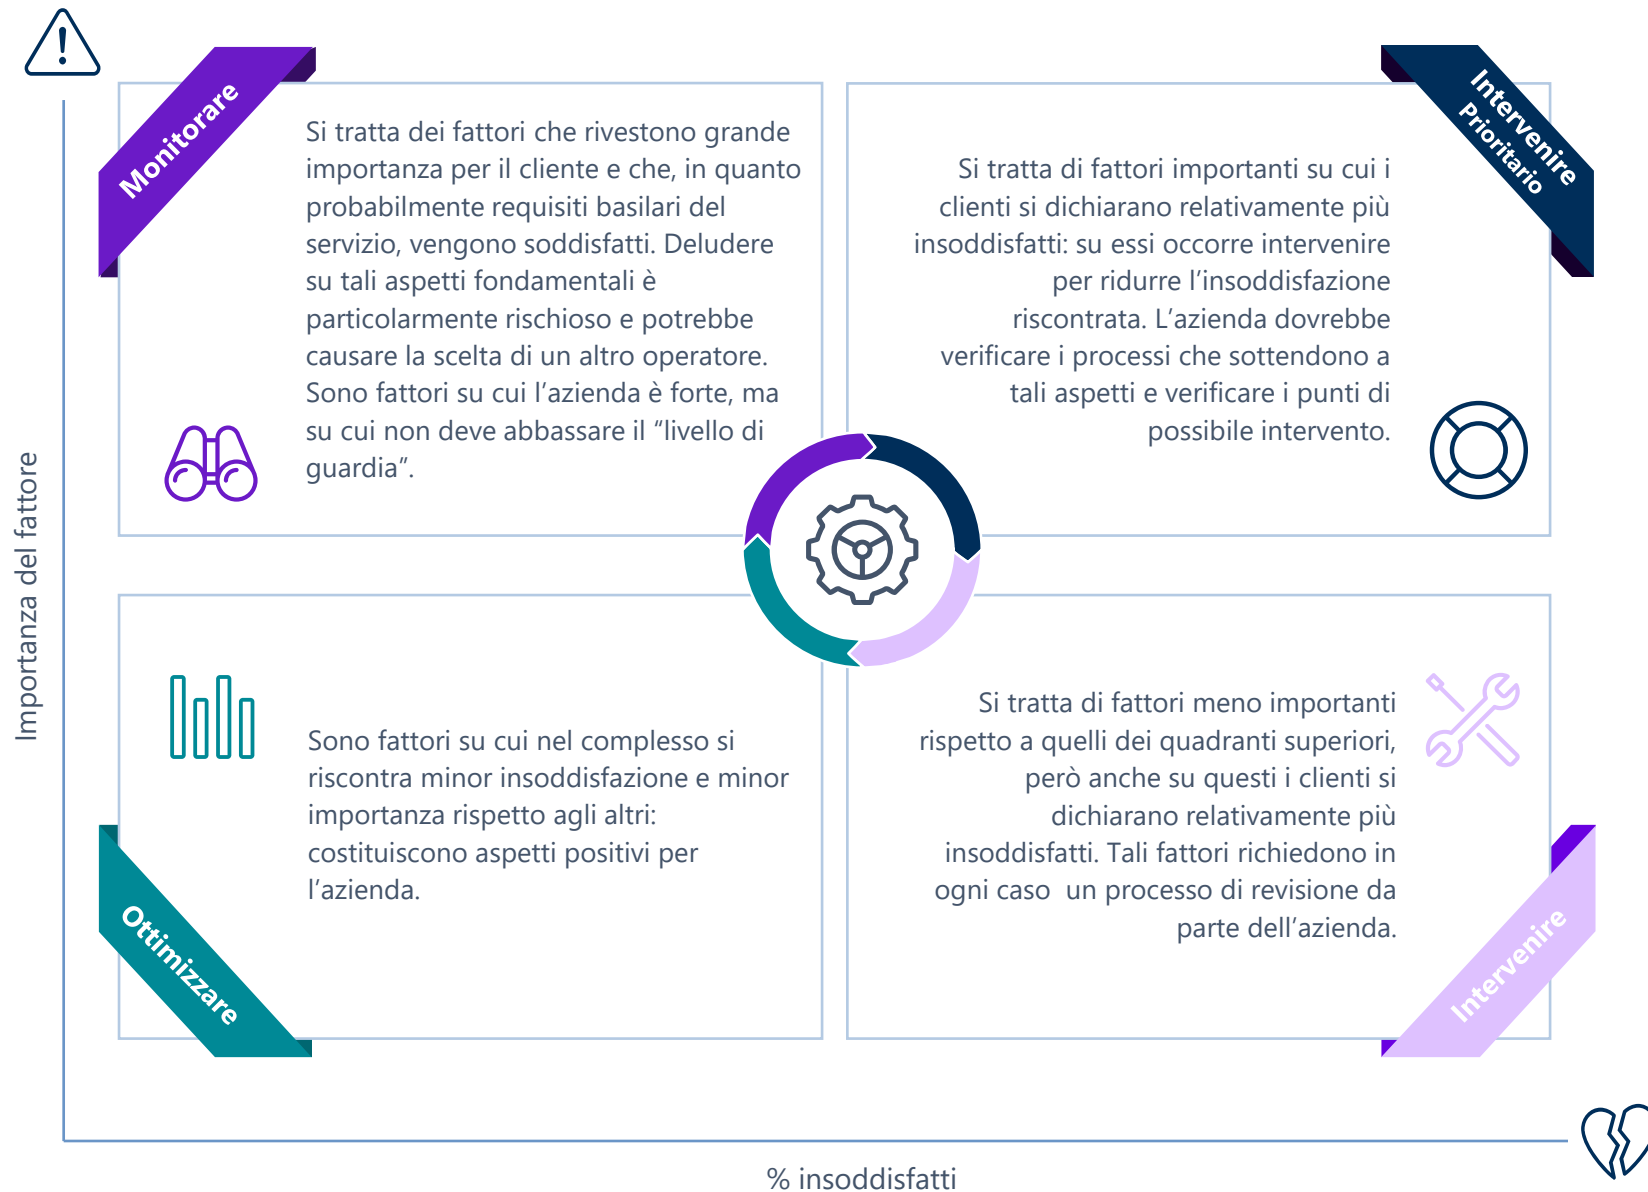 Monitorare
Si tratta dei fattori che rivestono grande
importanza per il cliente e che, in quanto
probabilmente requisiti basilari del
servizio, vengono soddisfatti. Deludere
su tali aspetti fondamentali è
particolarmente rischioso e potrebbe
causare la scelta di un altro operatore.
Sono fattori su cui l’azienda è forte, ma
su cui non deve abbassare il “livello di
guardia”.
Intervenire
Prioritario
Si tratta di fattori importanti su cui i
clienti si dichiarano relativamente più
insoddisfatti: su essi occorre intervenire
per ridurre l’insoddisfazione
riscontrata. L’azienda dovrebbe
verificare i processi che sottendono a
tali aspetti e verificare i punti di
possibile intervento.
Importanza del fattore
Sono fattori su cui nel complesso si
riscontra minor insoddisfazione e minor
importanza rispetto agli altri:
costituiscono aspetti positivi per
l’azienda.
Ottimizzare
Si tratta di fattori meno importanti
rispetto a quelli dei quadranti superiori,
però anche su questi i clienti si
dichiarano relativamente più
insoddisfatti. Tali fattori richiedono in
ogni caso  un processo di revisione da
parte dell’azienda.
Intervenire
% insoddisfatti